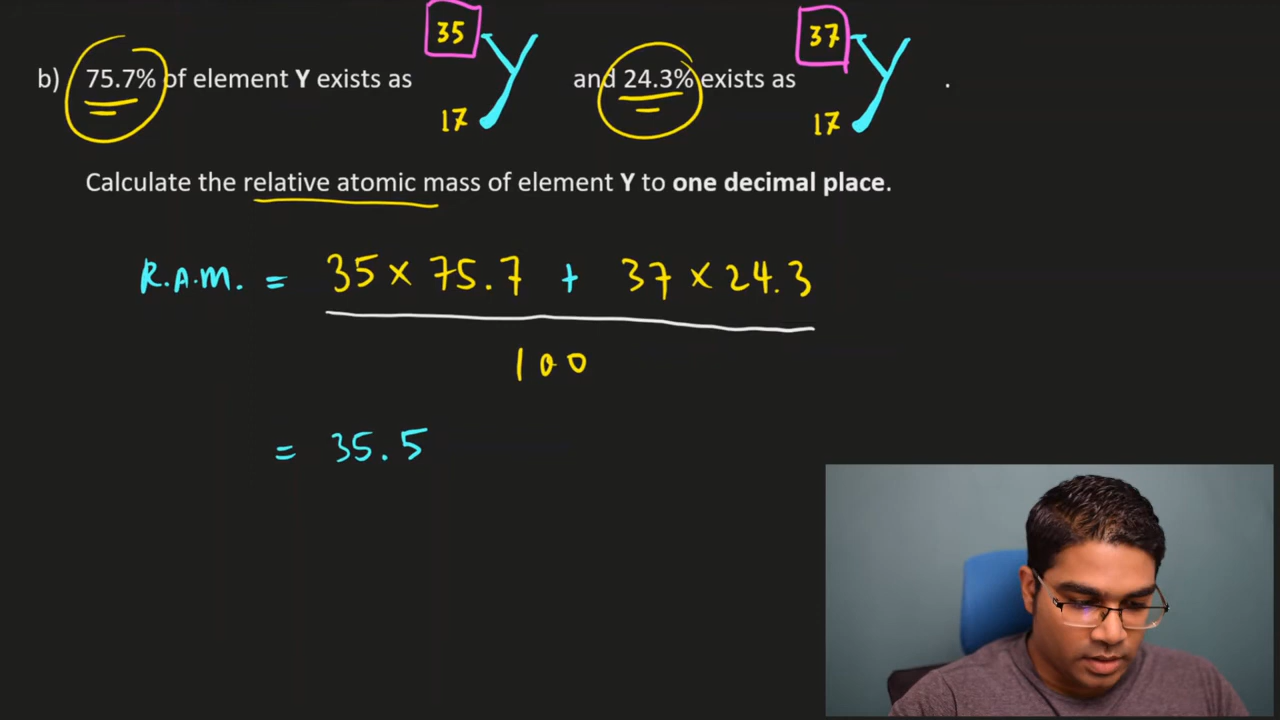 b) 75.7% of element Y exists as 35 17 Y and 24.3% exists as 37 17 Y .
Calculate the relative atomic mass of element Y to one decimal place.
R.A.M. = 35 × 75.7 + 37 × 24.3
100
= 35.5